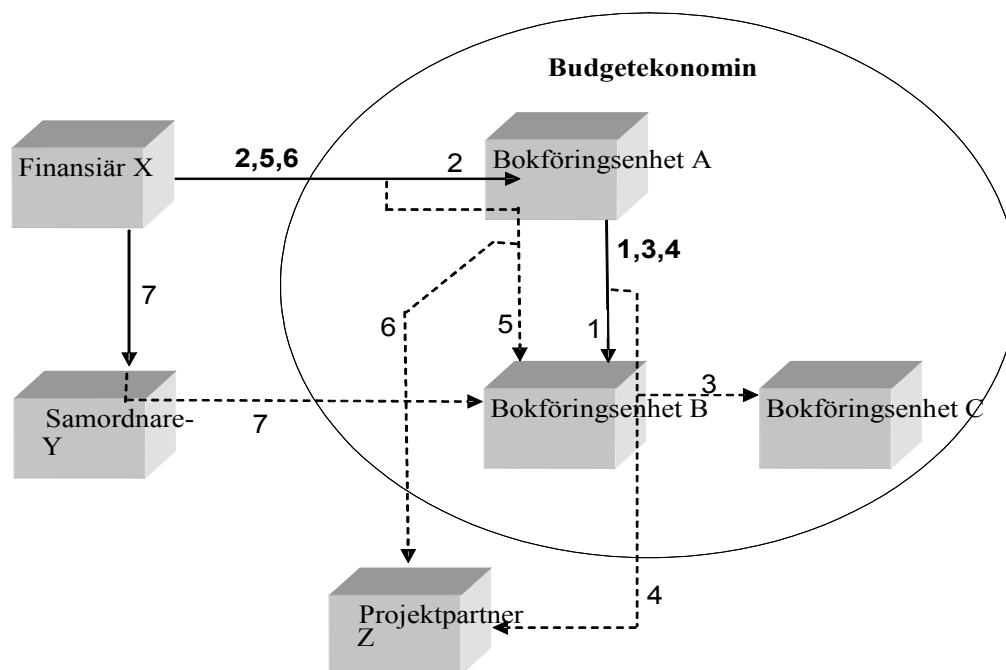 Budgetekonomin
Finansiär X
2,5,6
2
Bokföringsenhet A
1,3,4
7
6
5
1
Samordnare-
Y
7
Bokföringsenhet B
3
Bokföringsenhet C
Projektpartner
Z
4